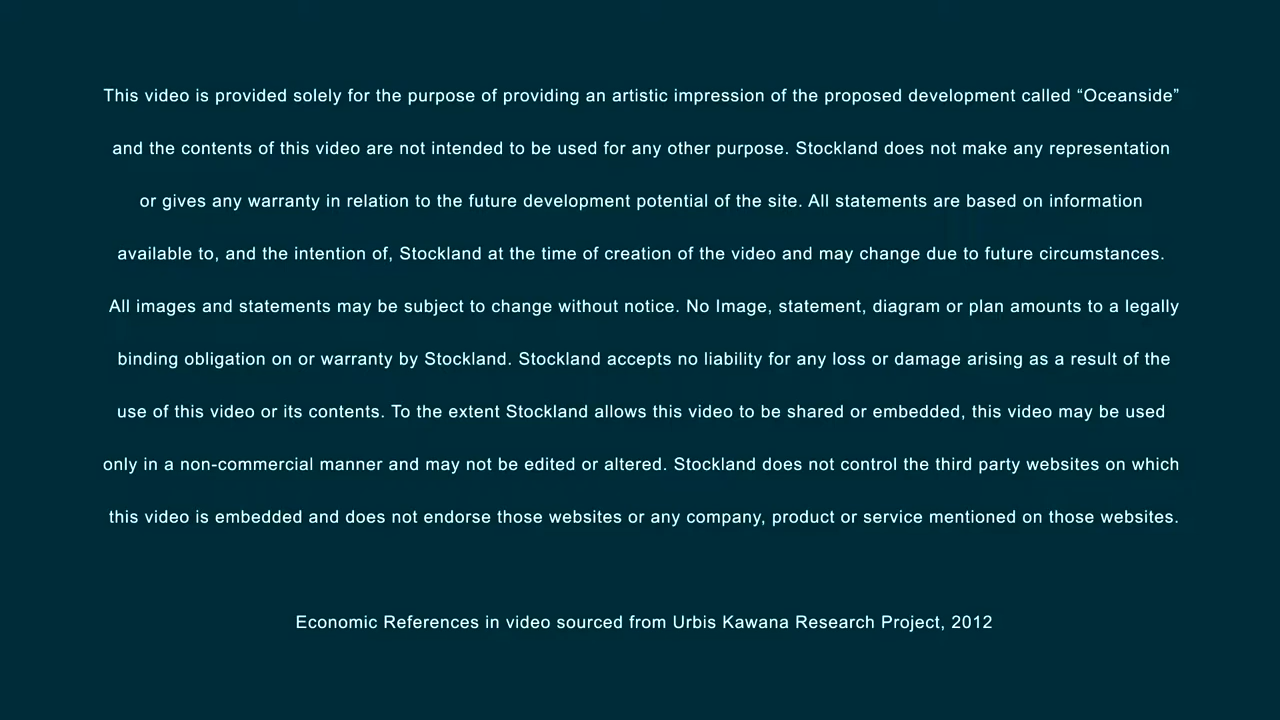 This video is provided solely for the purpose of providing an artistic impression of the proposed development called “Oceanside”
and the contents of this video are not intended to be used for any other purpose. Stockland does not make any representation
or gives any warranty in relation to the future development potential of the site. All statements are based on information
available to, and the intention of, Stockland at the time of creation of the video and may change due to future circumstances.
All images and statements may be subject to change without notice. No Image, statement, diagram or plan amounts to a legally
binding obligation on or warranty by Stockland. Stockland accepts no liability for any loss or damage arising as a result of the
use of this video or its contents. To the extent Stockland allows this video to be shared or embedded, this video may be used
only in a non-commercial manner and may not be edited or altered. Stockland does not control the third party websites on which
this video is embedded and does not endorse those websites or any company, product or service mentioned on those websites.
Economic References in video sourced from Urbis Kawana Research Project, 2012